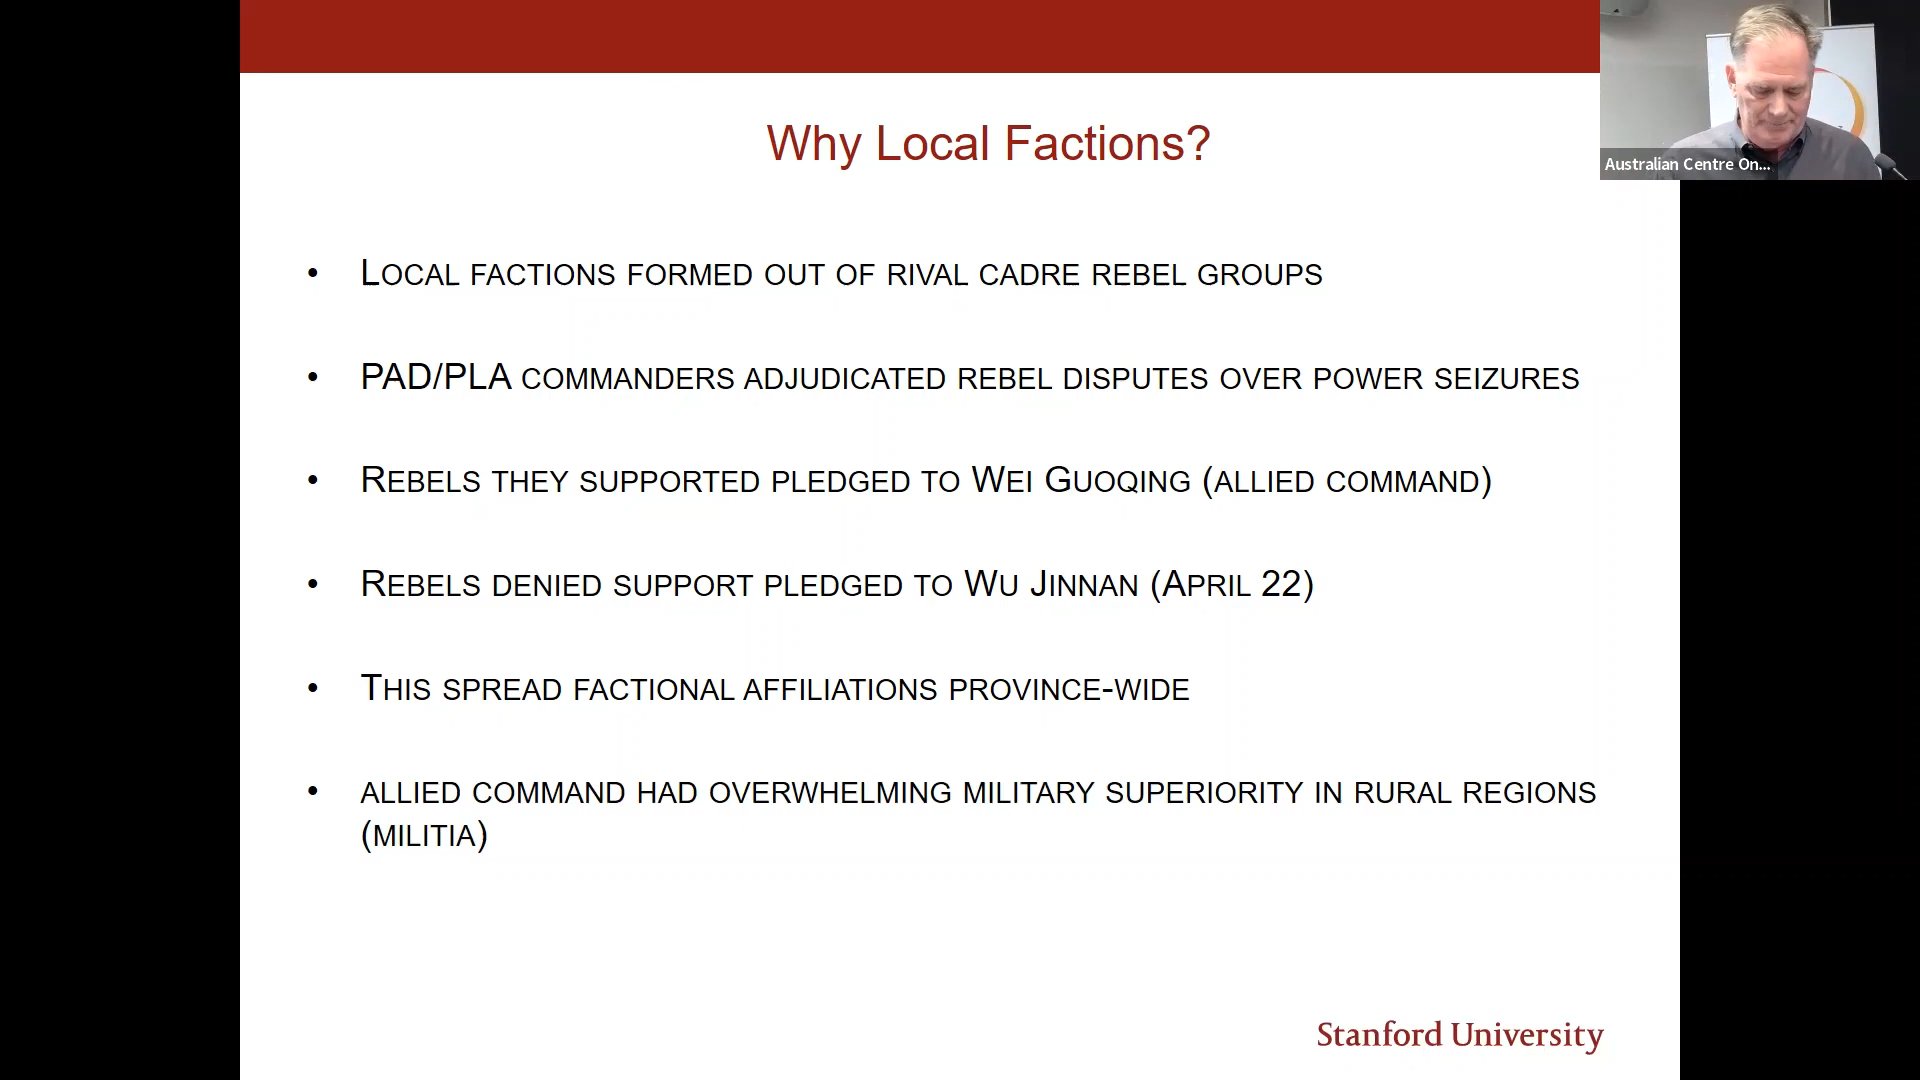 Why Local Factions?
Australian Centre On...
• Local factions formed out of rival cadre rebel groups
• PAD/PLA commanders adjudicated rebel disputes over power seizures
• Rebels they supported pledged to Wei Guoqing (allied command)
• Rebels denied support pledged to Wu Jinnan (April 22)
• This spread factional affiliations province-wide
• allied command had overwhelming military superiority in rural regions
(militia)
Stanford University